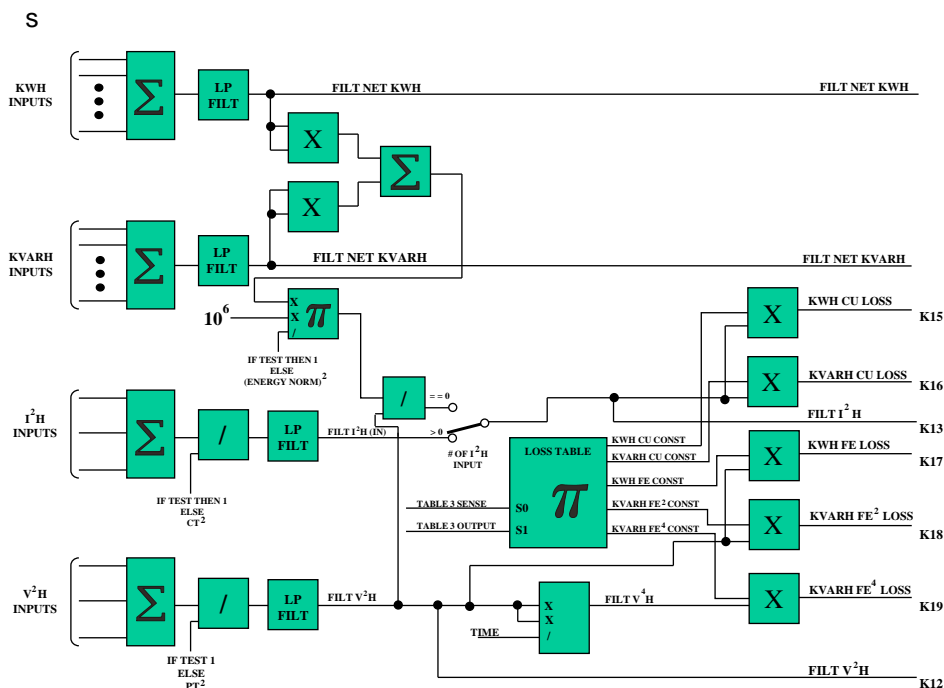 S
KWH
INPUTS
Σ
LP
FILT
FILT NET KWH
FILT NET KWH
X
Σ
X
KVARH
INPUTS
Σ
LP
FILT
FILT NET KVARH
FILT NET KVARH
10⁶
X
X
/
π
IF TEST THEN 1
ELSE
(ENERGY NORM)²
X
KWH CU LOSS
K15
X
KVARH CU LOSS
K16
/
== 0
> 0
# OF I²H
INPUT
FILT I²H
K13
I²H
INPUTS
Σ
/
LP
FILT
FILT I²H (IN)
IF TEST THEN 1
ELSE
CT²
LOSS TABLE
π
S0
S1
TABLE 3 SENSE
TABLE 3 OUTPUT
KWH CU CONST
KVARH CU CONST
KWH FE CONST
KVARH FE² CONST
KVARH FE⁴ CONST
X
KWH FE LOSS
K17
X
KVARH FE² LOSS
K18
X
KVARH FE⁴ LOSS
K19
V²H
INPUTS
Σ
/
LP
FILT
FILT V²H
IF TEST 1
ELSE
PT²
X
X
/
TIME
FILT V⁴H
FILT V²H
K12